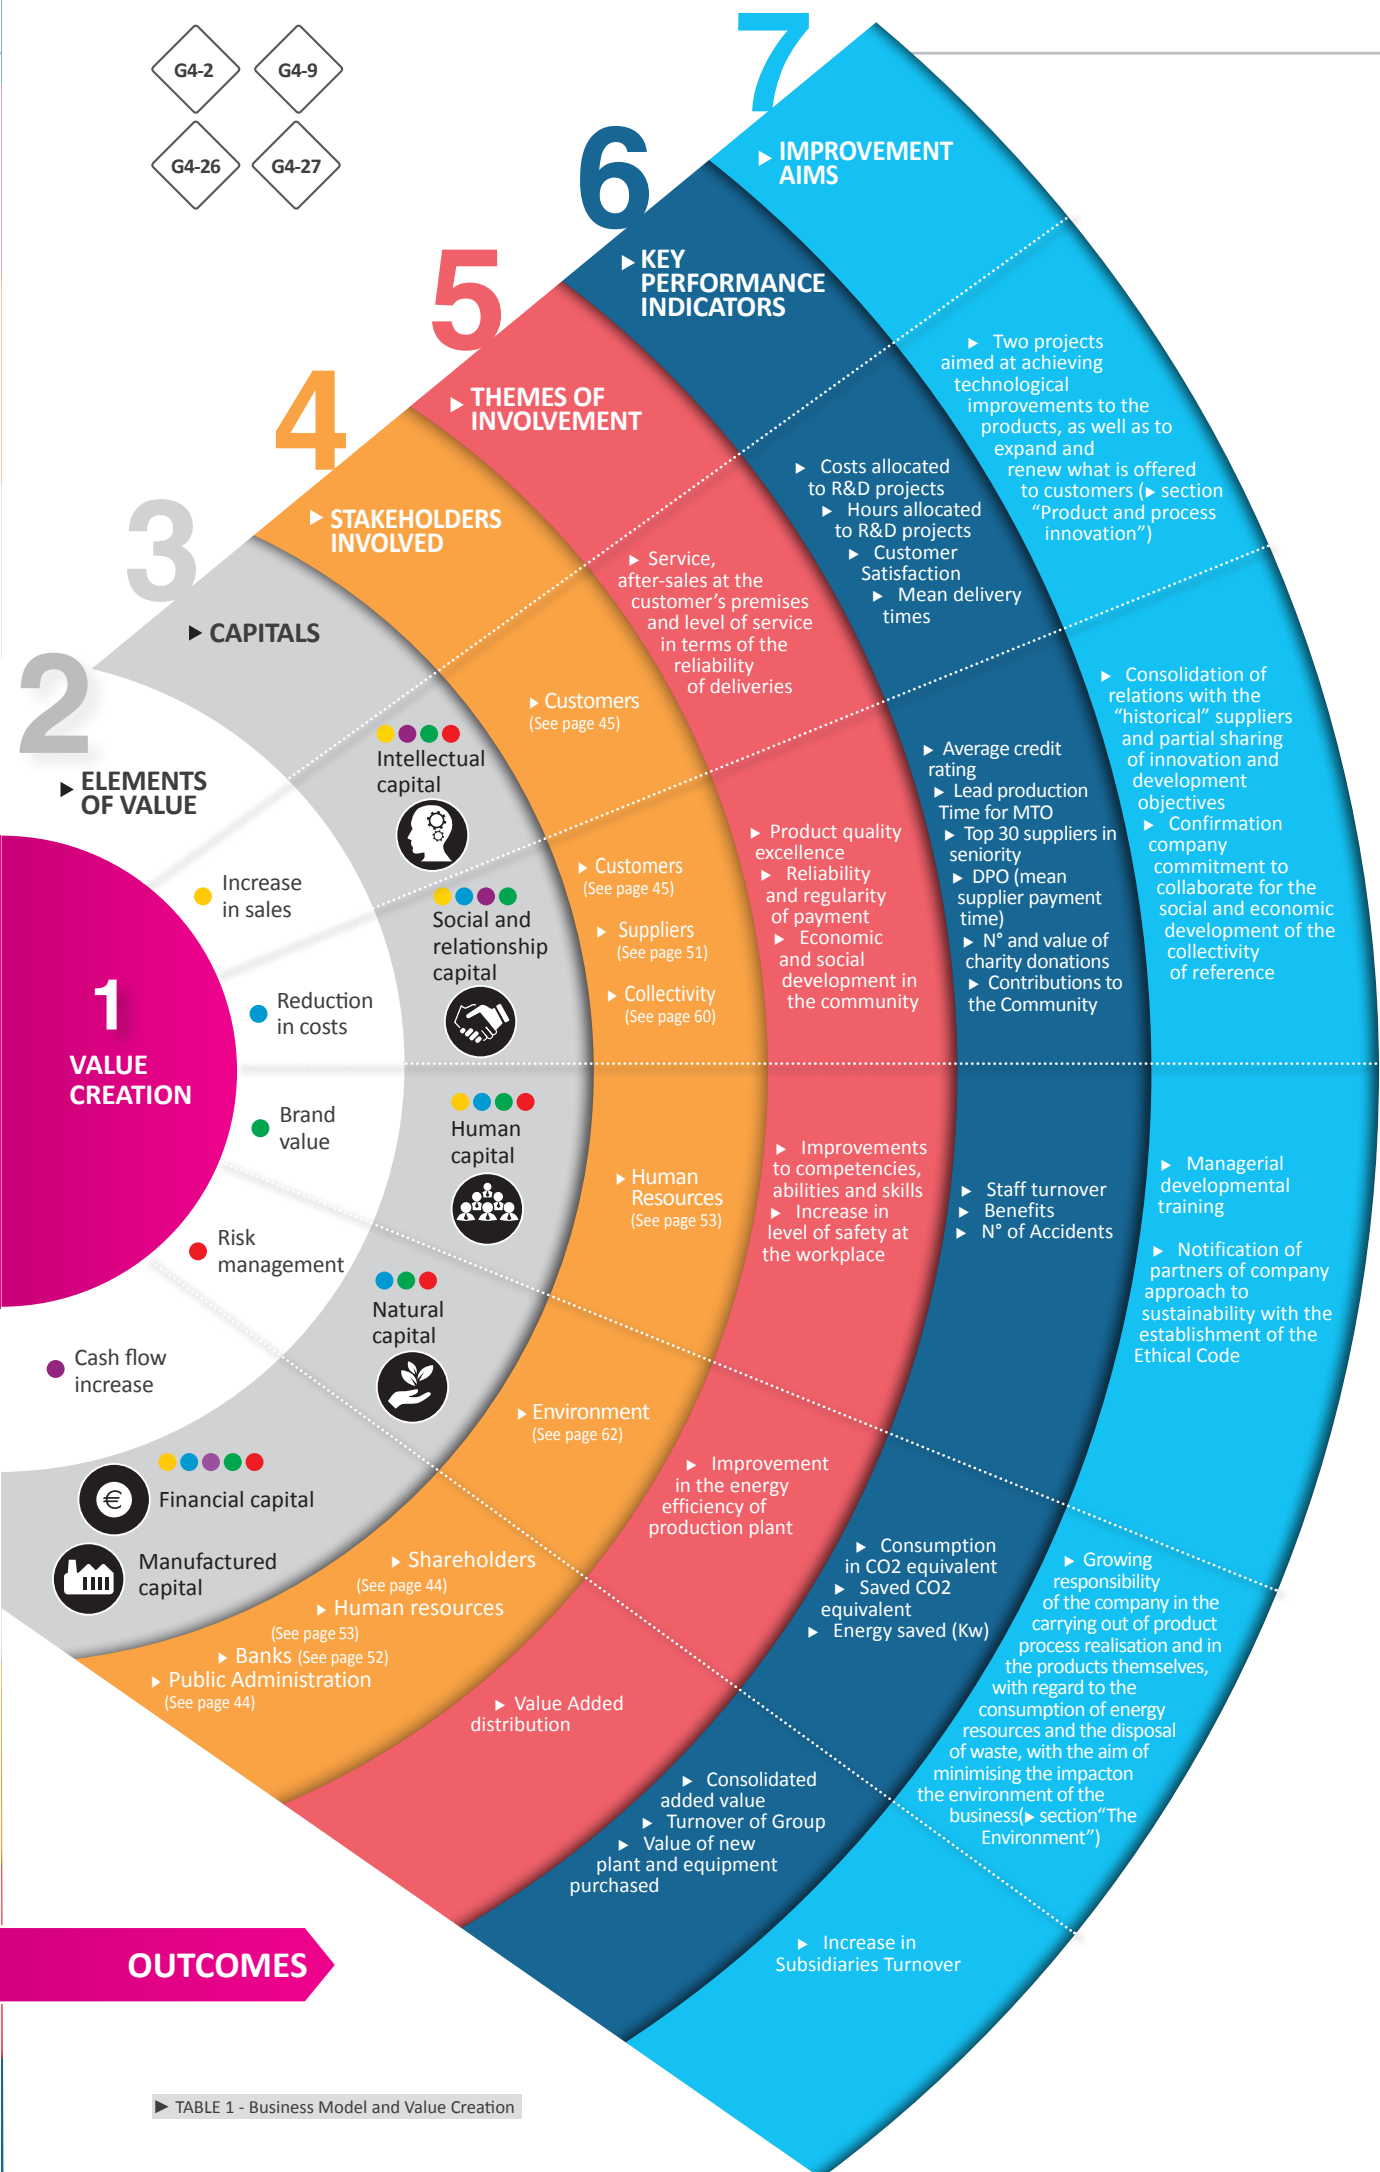 G4-2
G4-9
G4-26
G4-27
7
IMPROVEMENT
AIMS
6
KEY
PERFORMANCE
INDICATORS
5
THEMES OF
INVOLVEMENT
4
STAKEHOLDERS
INVOLVED
3
CAPITALS
2
ELEMENTS
OF VALUE
1
VALUE
CREATION
Increase
in sales
Reduction
in costs
Brand
value
Risk
management
Cash flow
increase
Intellectual
capital
Social and
relationship
capital
Human
capital
Natural
capital
€
Financial capital
Manufactured
capital
Customers
(See page 45)
Customers
(See page 45)
Suppliers
(See page 51)
Collectivity
(See page 60)
Human
Resources
(See page 53)
Environment
(See page 62)
Shareholders
(See page 44)
Human resources
(See page 53)
Banks (See page 52)
Public Administration
(See page 44)
Service,
after-sales at the
customer's premises
and level of service
in terms of the
reliability
of deliveries
Product quality
excellence
Reliability
and regularity
of payment
Economic
and social
development in
the community
Improvements
to competencies,
abilities and skills
Increase in
level of safety at
the workplace
Improvement
in the energy
efficiency of
production plant
Value Added
distribution
Costs allocated
to R&D projects
Hours allocated
to R&D projects
Customer
Satisfaction
Mean delivery
times
Average credit
rating
Lead production
Time for MTO
Top 30 suppliers in
seniority
DPO (mean
supplier payment
time)
N° and value of
charity donations
Contributions to
the Community
Staff turnover
Benefits
N° of Accidents
Consumption
in CO2 equivalent
Saved CO2
equivalent
Energy saved (Kw)
Consolidated
added value
Turnover of Group
Value of new
plant and equipment
purchased
Two projects
aimed at achieving
technological
improvements to the
products, as well as to
expand and
renew what is offered
to customers (▶ section
"Product and process
innovation")
Consolidation of
relations with the
"historical" suppliers
and partial sharing
of innovation and
development
objectives
Confirmation
company
commitment to
collaborate for the
social and economic
development of the
collectivity
of reference
Managerial
developmental
training
Notification of
partners of company
approach to
sustainability with the
establishment of the
Ethical Code
Growing
responsibility
of the company in the
carrying out of product
process realisation and in
the products themselves,
with regard to the
consumption of energy
resources and the disposal
of waste, with the aim of
minimising the impacton
the environment of the
business(▶ section"The
Environment")
Increase in
Subsidiaries Turnover
OUTCOMES
TABLE 1 - Business Model and Value Creation